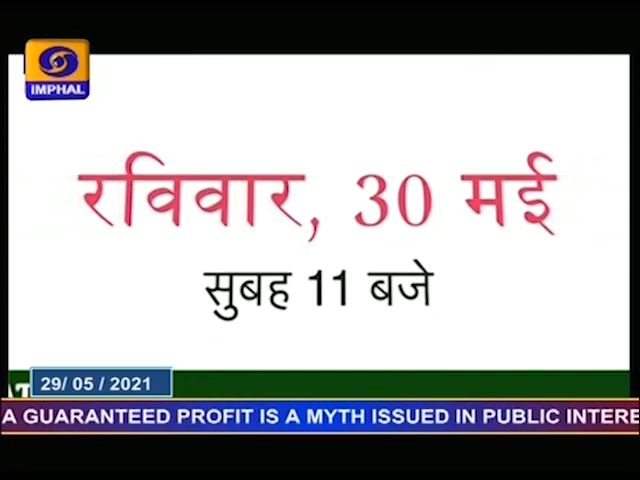 IMPHAL
रविवार, 30 मई
सुबह 11 बजे
29/ 05 / 2021
A GUARANTEED PROFIT IS A MYTH ISSUED IN PUBLIC INTERE